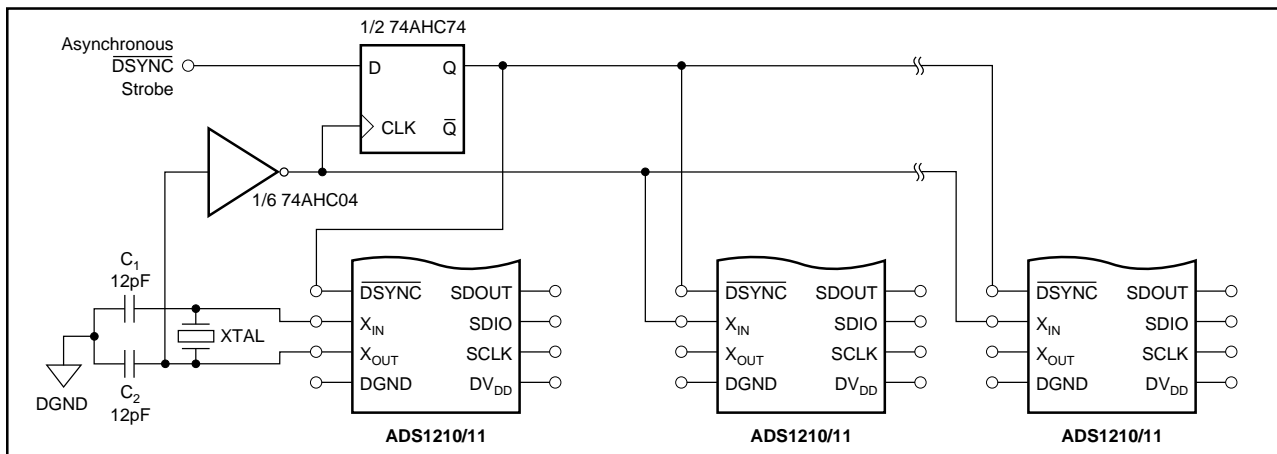 1/2 74AHC74
Asynchronous
DSYNC
Strobe
D
Q
CLK
Q
1/6 74AHC04
C1
12pF
XTAL
C2
12pF
DGND
DSYNC SDOUT
XIN SDIO
XOUT SCLK
DGND DVDD
ADS1210/11
DSYNC SDOUT
XIN SDIO
XOUT SCLK
DGND DVDD
ADS1210/11
DSYNC SDOUT
XIN SDIO
XOUT SCLK
DGND DVDD
ADS1210/11